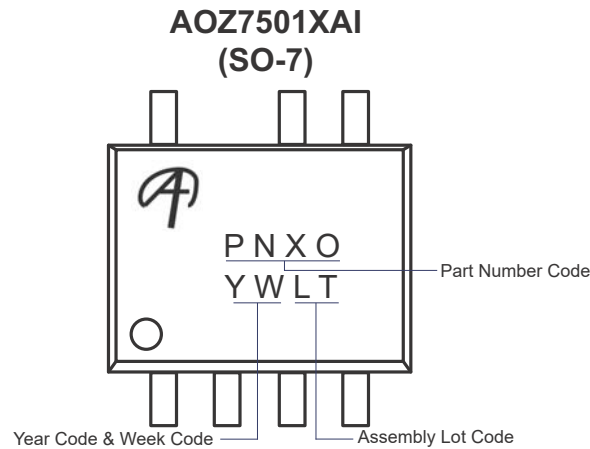 AOZ7501XAI
(SO-7)
PNXO
Part Number Code
YWLT
Year Code & Week Code
Assembly Lot Code